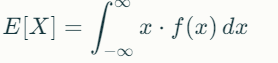 E[X] = ∫_{-∞}^{∞} x · f(x) dx